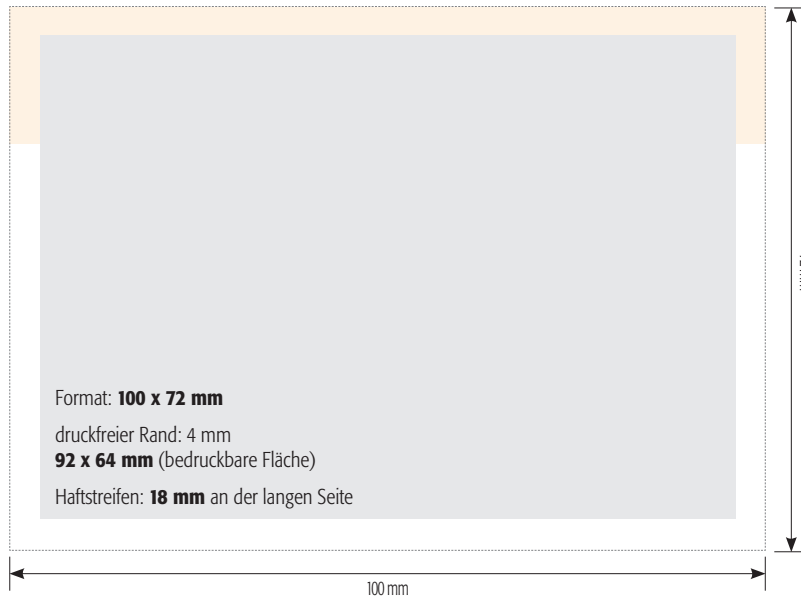 Format: 100 x 72 mm
druckfreier Rand: 4 mm
92 x 64 mm (bedruckbare Fläche)
Haftstreifen: 18 mm an der langen Seite
100 mm